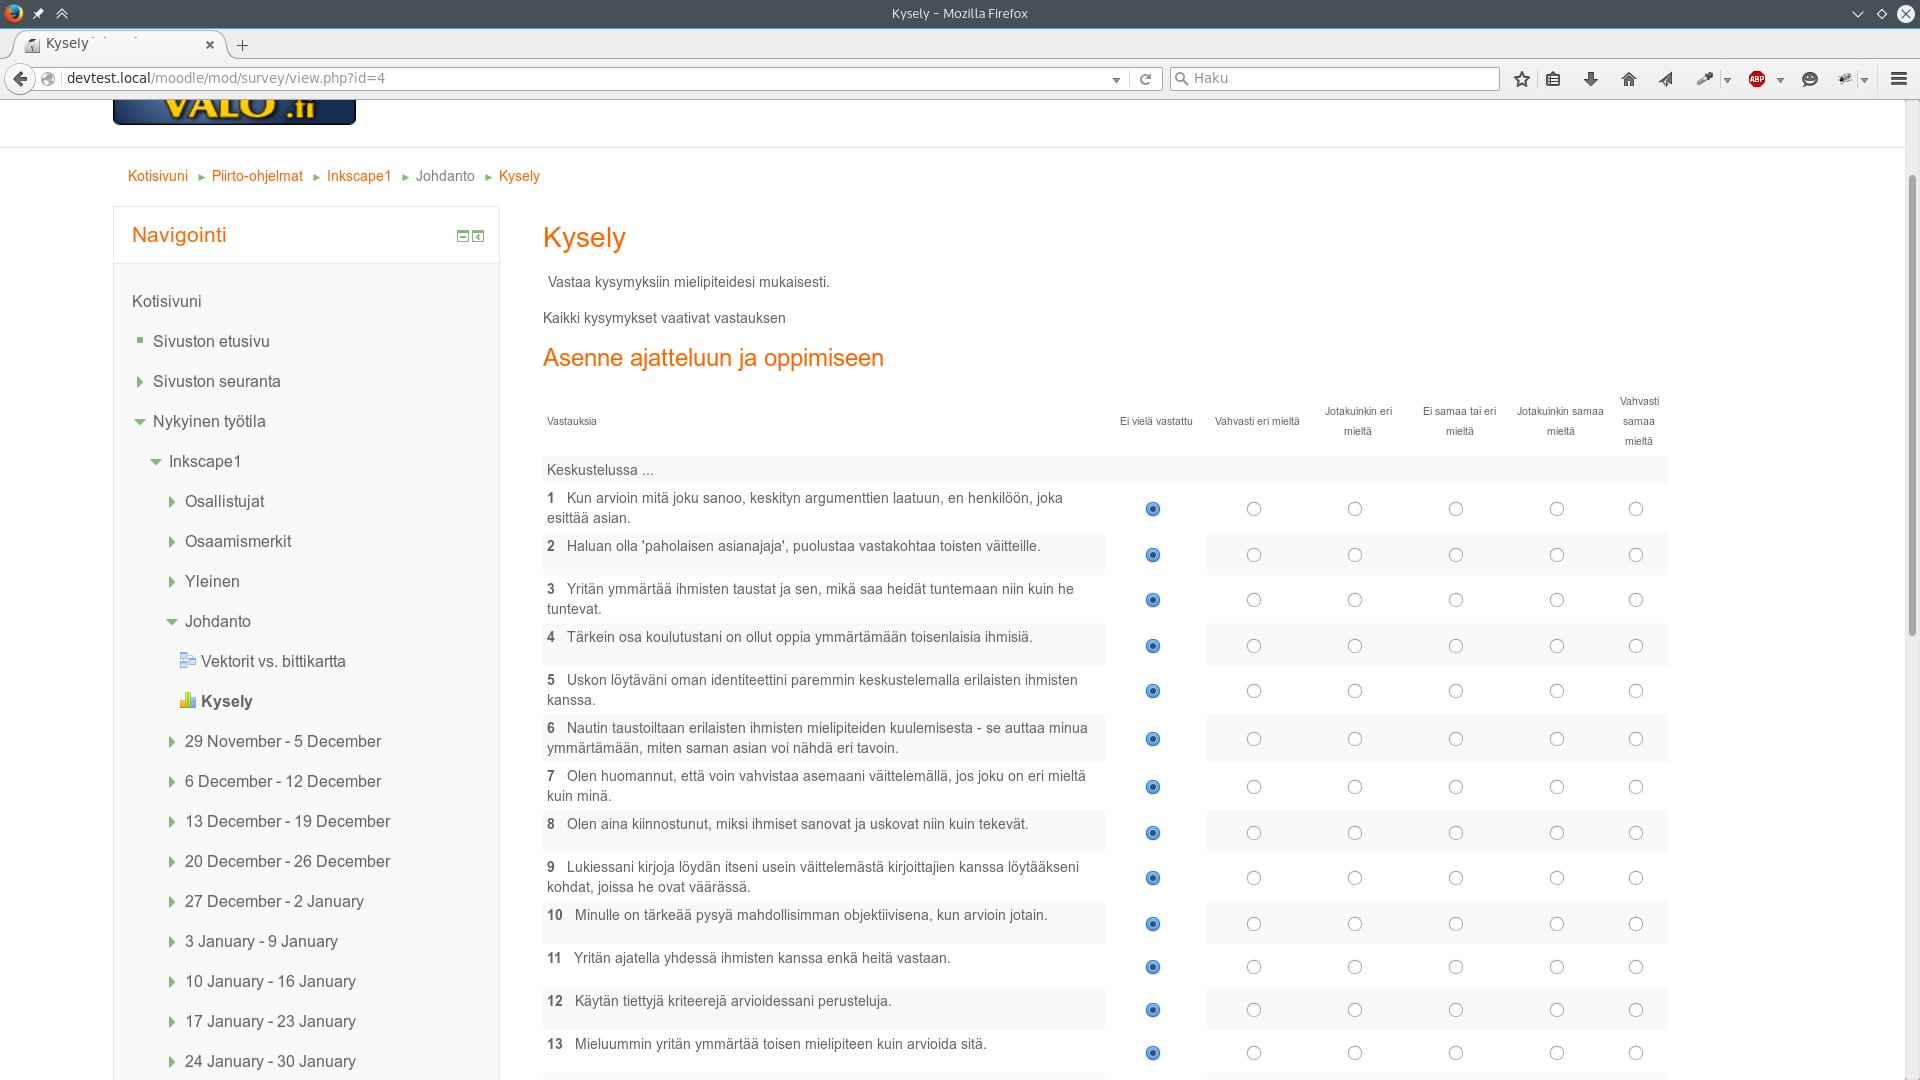 Kysely - Mozilla Firefox
Kysely
devtest.local/moodle/mod/survey/view.php?id=4
Haku
ABP
VALO.fi
Kotisivuni ► Piirto-ohjelmat ► Inkscape1 ► Johdanto ► Kysely
Navigointi
Kotisivuni
Sivuston etusivu
Sivuston seuranta
Nykyinen työtila
Inkscape1
Osallistujat
Osaamismerkit
Yleinen
Johdanto
Vektorit vs. bittikartta
Kysely
29 November - 5 December
6 December - 12 December
13 December - 19 December
20 December - 26 December
27 December - 2 January
3 January - 9 January
10 January - 16 January
17 January - 23 January
24 January - 30 January
Kysely
Vastaa kysymyksiin mielipiteidesi mukaisesti.
Kaikki kysymykset vaativat vastauksen
Asenne ajatteluun ja oppimiseen
Vastauksia
Ei vielä vastattu
Vahvasti eri mieltä
Jotakuinkin eri
mieltä
Ei samaa tai eri
mieltä
Jotakuinkin samaa
mieltä
Vahvasti
samaa
mieltä
Keskustelussa ...
1 Kun arvioin mitä joku sanoo, keskityn argumenttien laatuun, en henkilöön, joka
esittää asian.
2 Haluan olla 'paholaisen asianajaja', puolustaa vastakohtaa toisten väitteille.
3 Yritän ymmärtää ihmisten taustat ja sen, mikä saa heidät tuntemaan niin kuin he
tuntevat.
4 Tärkein osa koulutustani on ollut oppia ymmärtämään toisenlaisia ihmisiä.
5 Uskon löytäväni oman identiteettini paremmin keskustelemalla erilaisten ihmisten
kanssa.
6 Nautin taustoiltaan erilaisten ihmisten mielipiteiden kuulemisesta - se auttaa minua
ymmärtämään, miten saman asian voi nähdä eri tavoin.
7 Olen huomannut, että voin vahvistaa asemaani väittelemällä, jos joku on eri mieltä
kuin minä.
8 Olen aina kiinnostunut, miksi ihmiset sanovat ja uskovat niin kuin tekevät.
9 Lukiessani kirjoja löydän itseni usein väittelemästä kirjoittajien kanssa löytääkseni
kohdat, joissa he ovat väärässä.
10 Minulle on tärkeää pysyä mahdollisimman objektiivisena, kun arvioin jotain.
11 Yritän ajatella yhdessä ihmisten kanssa enkä heitä vastaan.
12 Käytän tiettyjä kriteerejä arvioidessani perusteluja.
13 Mieluummin yritän ymmärtää toisen mielipiteen kuin arvioida sitä.